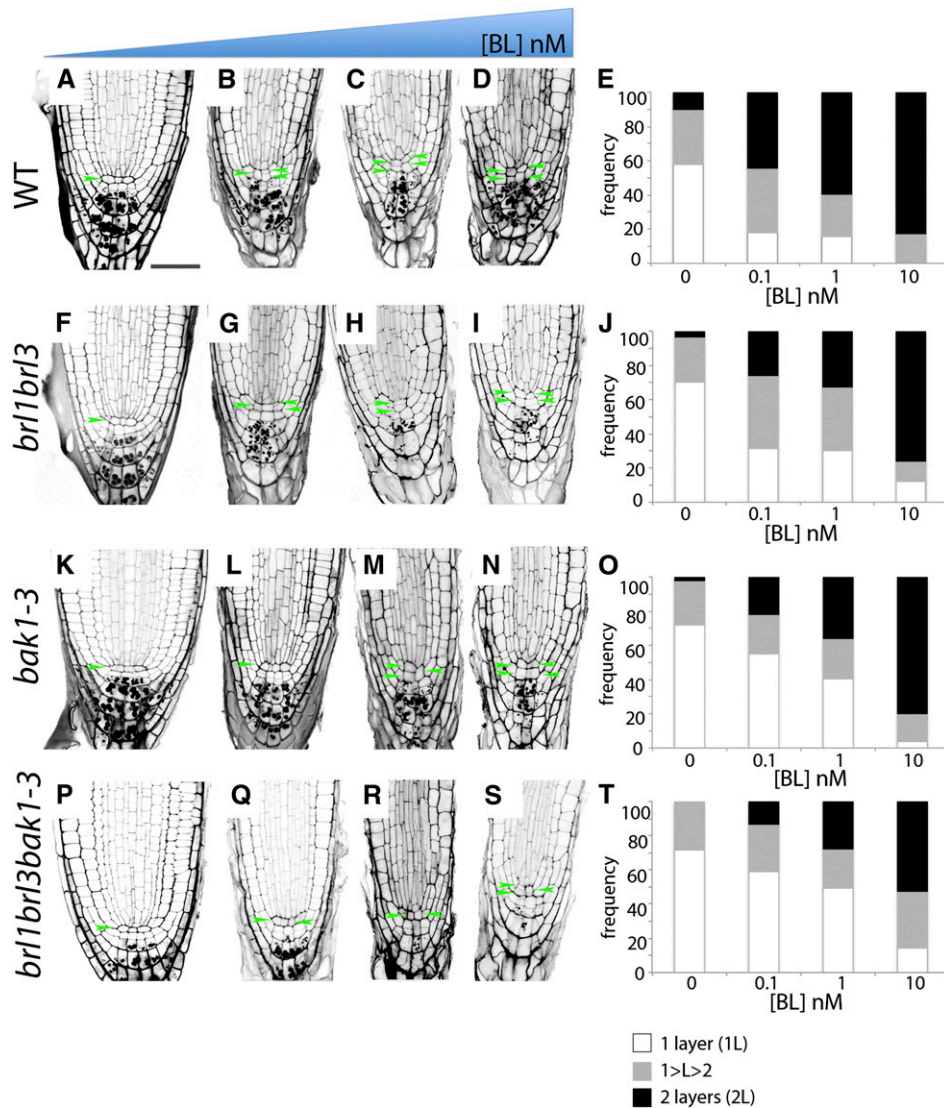 [BL] nM
WT
A B C D E
frequency
100
80
60
40
20
0
0 0.1 1 10
[BL] nM
brl1brl3
F G H I J
frequency
100
80
60
40
20
0
0 0.1 1 10
[BL] nM
bak1-3
K L M N O
frequency
100
80
60
40
20
0
0 0.1 1 10
[BL] nM
brl1brl3bak1-3
P Q R S T
frequency
100
80
60
40
20
0
0 0.1 1 10
[BL] nM
1 layer (1L)
1>L>2
2 layers (2L)